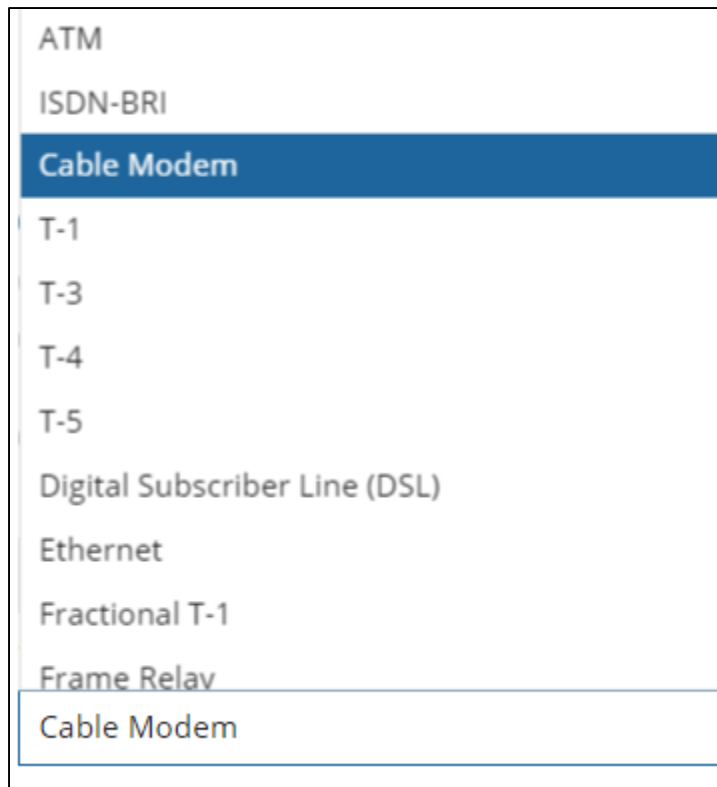 ATM
ISDN-BRI
Cable Modem
T-1
T-3
T-4
T-5
Digital Subscriber Line (DSL)
Ethernet
Fractional T-1
Frame Relay
Cable Modem